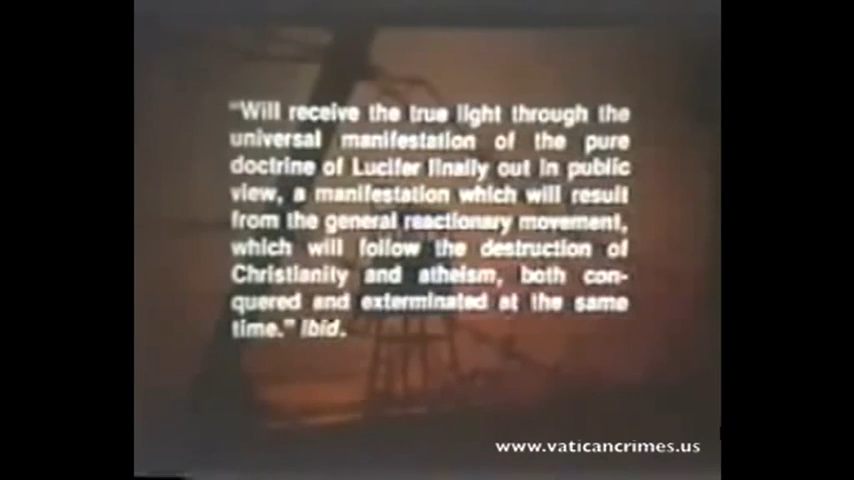 "Will receive the true light through the
universal manifestation of the pure
doctrine of Lucifer finally out in public
view, a manifestation which will result
from the general reactionary movement,
which will follow the destruction of
Christianity and atheism, both con-
quered and exterminated at the same
time." Ibid.
www.vaticancrimes.us